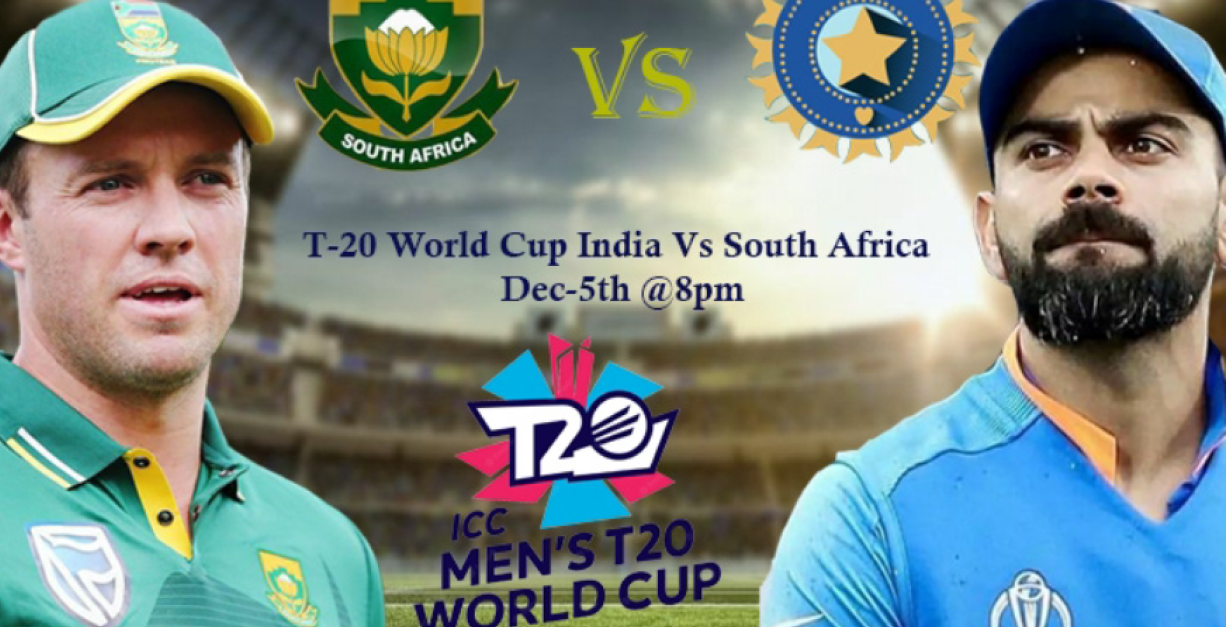 VS
SOUTH AFRICA
T-20 World Cup India Vs South Africa
Dec-5th @8pm
T20
ICC
MEN'S T20
WORLD CUP